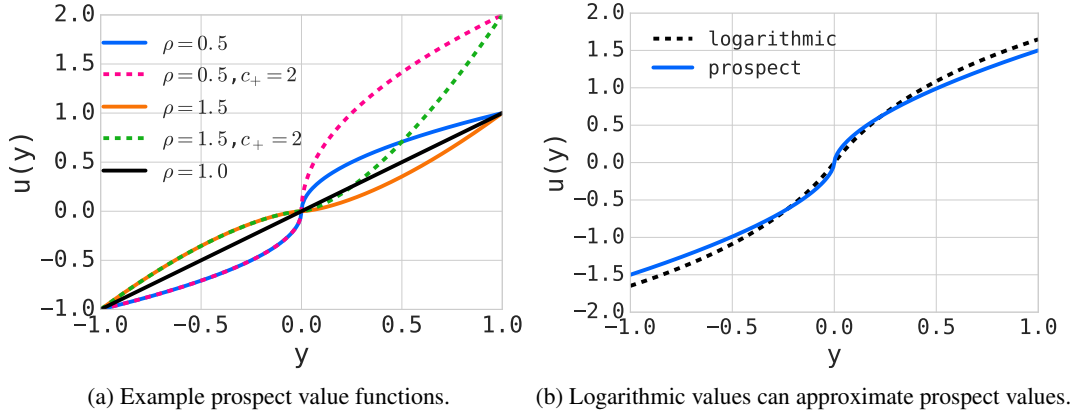 2.0
1.5
1.0
0.5
0.0
−0.5
−1.0
u(y)
ρ = 0.5
ρ = 0.5, c₊ = 2
ρ = 1.5
ρ = 1.5, c₊ = 2
ρ = 1.0
−1.0 −0.5 0.0 0.5 1.0
y
(a) Example prospect value functions.
2.0
1.5
1.0
0.5
0.0
−0.5
−1.0
−1.5
−2.0
u(y)
logarithmic
prospect
−1.0 −0.5 0.0 0.5 1.0
y
(b) Logarithmic values can approximate prospect values.